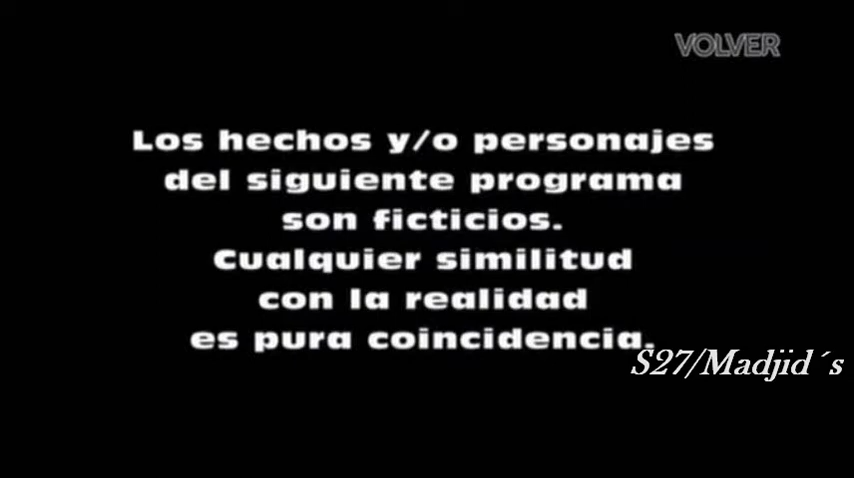 VOLVER
Los hechos y/o personajes
del siguiente programa
son ficticios.
Cualquier similitud
con la realidad
es pura coincidencia.
S27/Madjid´s